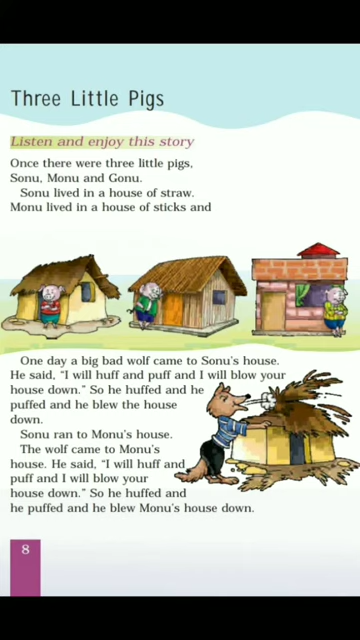 Three Little Pigs
Listen and enjoy this story
Once there were three little pigs,
Sonu, Monu and Gonu.
Sonu lived in a house of straw.
Monu lived in a house of sticks and
One day a big bad wolf came to Sonu's house.
He said, "I will huff and puff and I will blow your
house down." So he huffed and he
puffed and he blew the house
down.
Sonu ran to Monu's house.
The wolf came to Monu's
house. He said, "I will huff and
puff and I will blow your
house down." So he huffed and
he puffed and he blew Monu's house down.
8